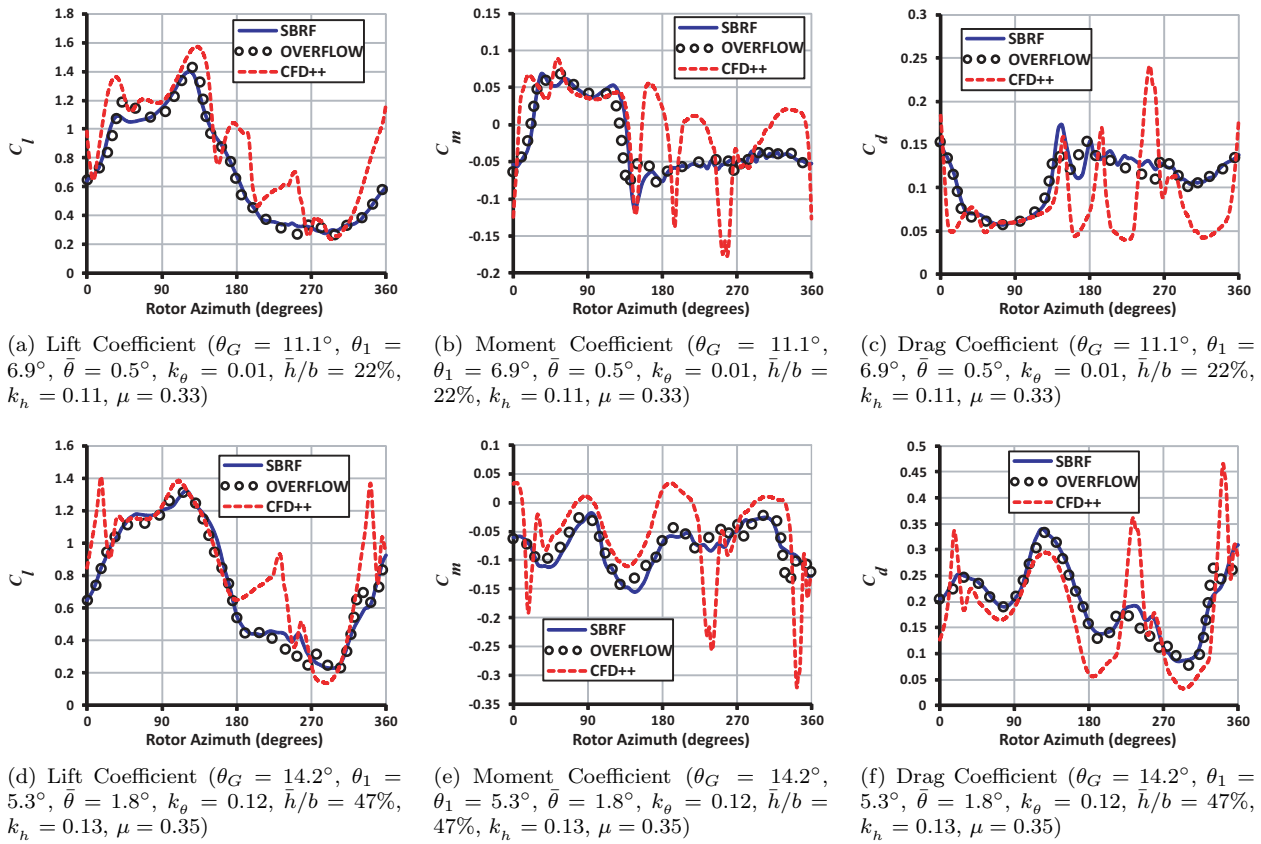 1.8
1.6
1.4
1.2
1
0.8
0.6
0.4
0.2
0
C_l
SBRF
OVERFLOW
CFD++
0 90 180 270 360
Rotor Azimuth (degrees)
(a) Lift Coefficient (θ_G = 11.1°, θ_1 =
6.9°, θ̄ = 0.5°, k_θ = 0.01, h̄/b = 22%,
k_h = 0.11, μ = 0.33)
0.15
0.1
0.05
0
-0.05
-0.1
-0.15
-0.2
C_m
SBRF
OVERFLOW
CFD++
0 90 180 270 360
Rotor Azimuth (degrees)
(b) Moment Coefficient (θ_G = 11.1°,
θ_1 = 6.9°, θ̄ = 0.5°, k_θ = 0.01, h̄/b =
22%, k_h = 0.11, μ = 0.33)
0.3
0.25
0.2
0.15
0.1
0.05
0
C_d
SBRF
OVERFLOW
CFD++
0 90 180 270 360
Rotor Azimuth (degrees)
(c) Drag Coefficient (θ_G = 11.1°, θ_1 =
6.9°, θ̄ = 0.5°, k_θ = 0.01, h̄/b = 22%,
k_h = 0.11, μ = 0.33)
1.6
1.4
1.2
1
0.8
0.6
0.4
0.2
0
C_l
SBRF
OVERFLOW
CFD++
0 90 180 270 360
Rotor Azimuth (degrees)
(d) Lift Coefficient (θ_G = 14.2°, θ_1 =
5.3°, θ̄ = 1.8°, k_θ = 0.12, h̄/b = 47%,
k_h = 0.13, μ = 0.35)
0.1
0.05
0
-0.05
-0.1
-0.15
-0.2
-0.25
-0.3
-0.35
C_m
SBRF
OVERFLOW
CFD++
0 90 180 270 360
Rotor Azimuth (degrees)
(e) Moment Coefficient (θ_G = 14.2°,
θ_1 = 5.3°, θ̄ = 1.8°, k_θ = 0.12, h̄/b =
47%, k_h = 0.13, μ = 0.35)
0.5
0.45
0.4
0.35
0.3
0.25
0.2
0.15
0.1
0.05
0
C_d
SBRF
OVERFLOW
CFD++
0 90 180 270 360
Rotor Azimuth (degrees)
(f) Drag Coefficient (θ_G = 14.2°, θ_1 =
5.3°, θ̄ = 1.8°, k_θ = 0.12, h̄/b = 47%,
k_h = 0.13, μ = 0.35)